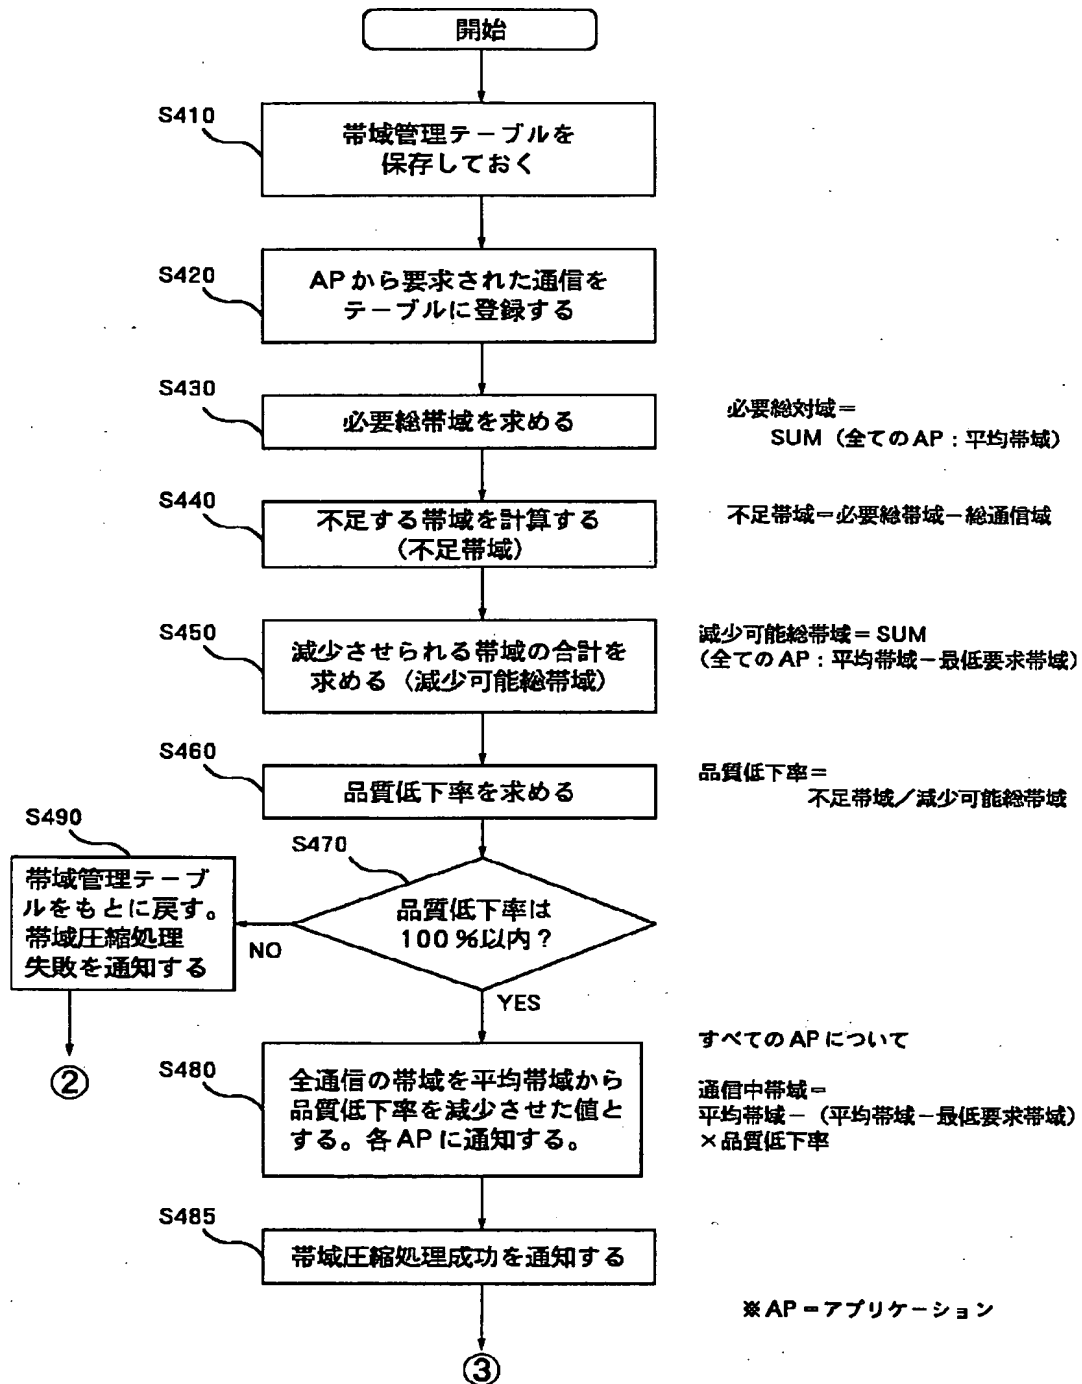 開始
S410
帯域管理テーブルを
保存しておく
S420
APから要求された通信を
テーブルに登録する
S430
必要総帯域を求める
必要総対域=
SUM(全てのAP:平均帯域)
S440
不足する帯域を計算する
(不足帯域)
不足帯域=必要総帯域-総通信域
S450
減少させられる帯域の合計を
求める(減少可能総帯域)
減少可能総帯域=SUM
(全てのAP:平均帯域-最低要求帯域)
S460
品質低下率を求める
品質低下率=
不足帯域/減少可能総帯域
S470
品質低下率は
100%以内?
NO
YES
S490
帯域管理テーブ
ルをもとに戻す。
帯域圧縮処理
失敗を通知する
②
S480
全通信の帯域を平均帯域から
品質低下率を減少させた値と
する。各APに通知する。
すべてのAPについて
通信中帯域=
平均帯域-(平均帯域-最低要求帯域)
×品質低下率
S485
帯域圧縮処理成功を通知する
※AP=アプリケーション
③